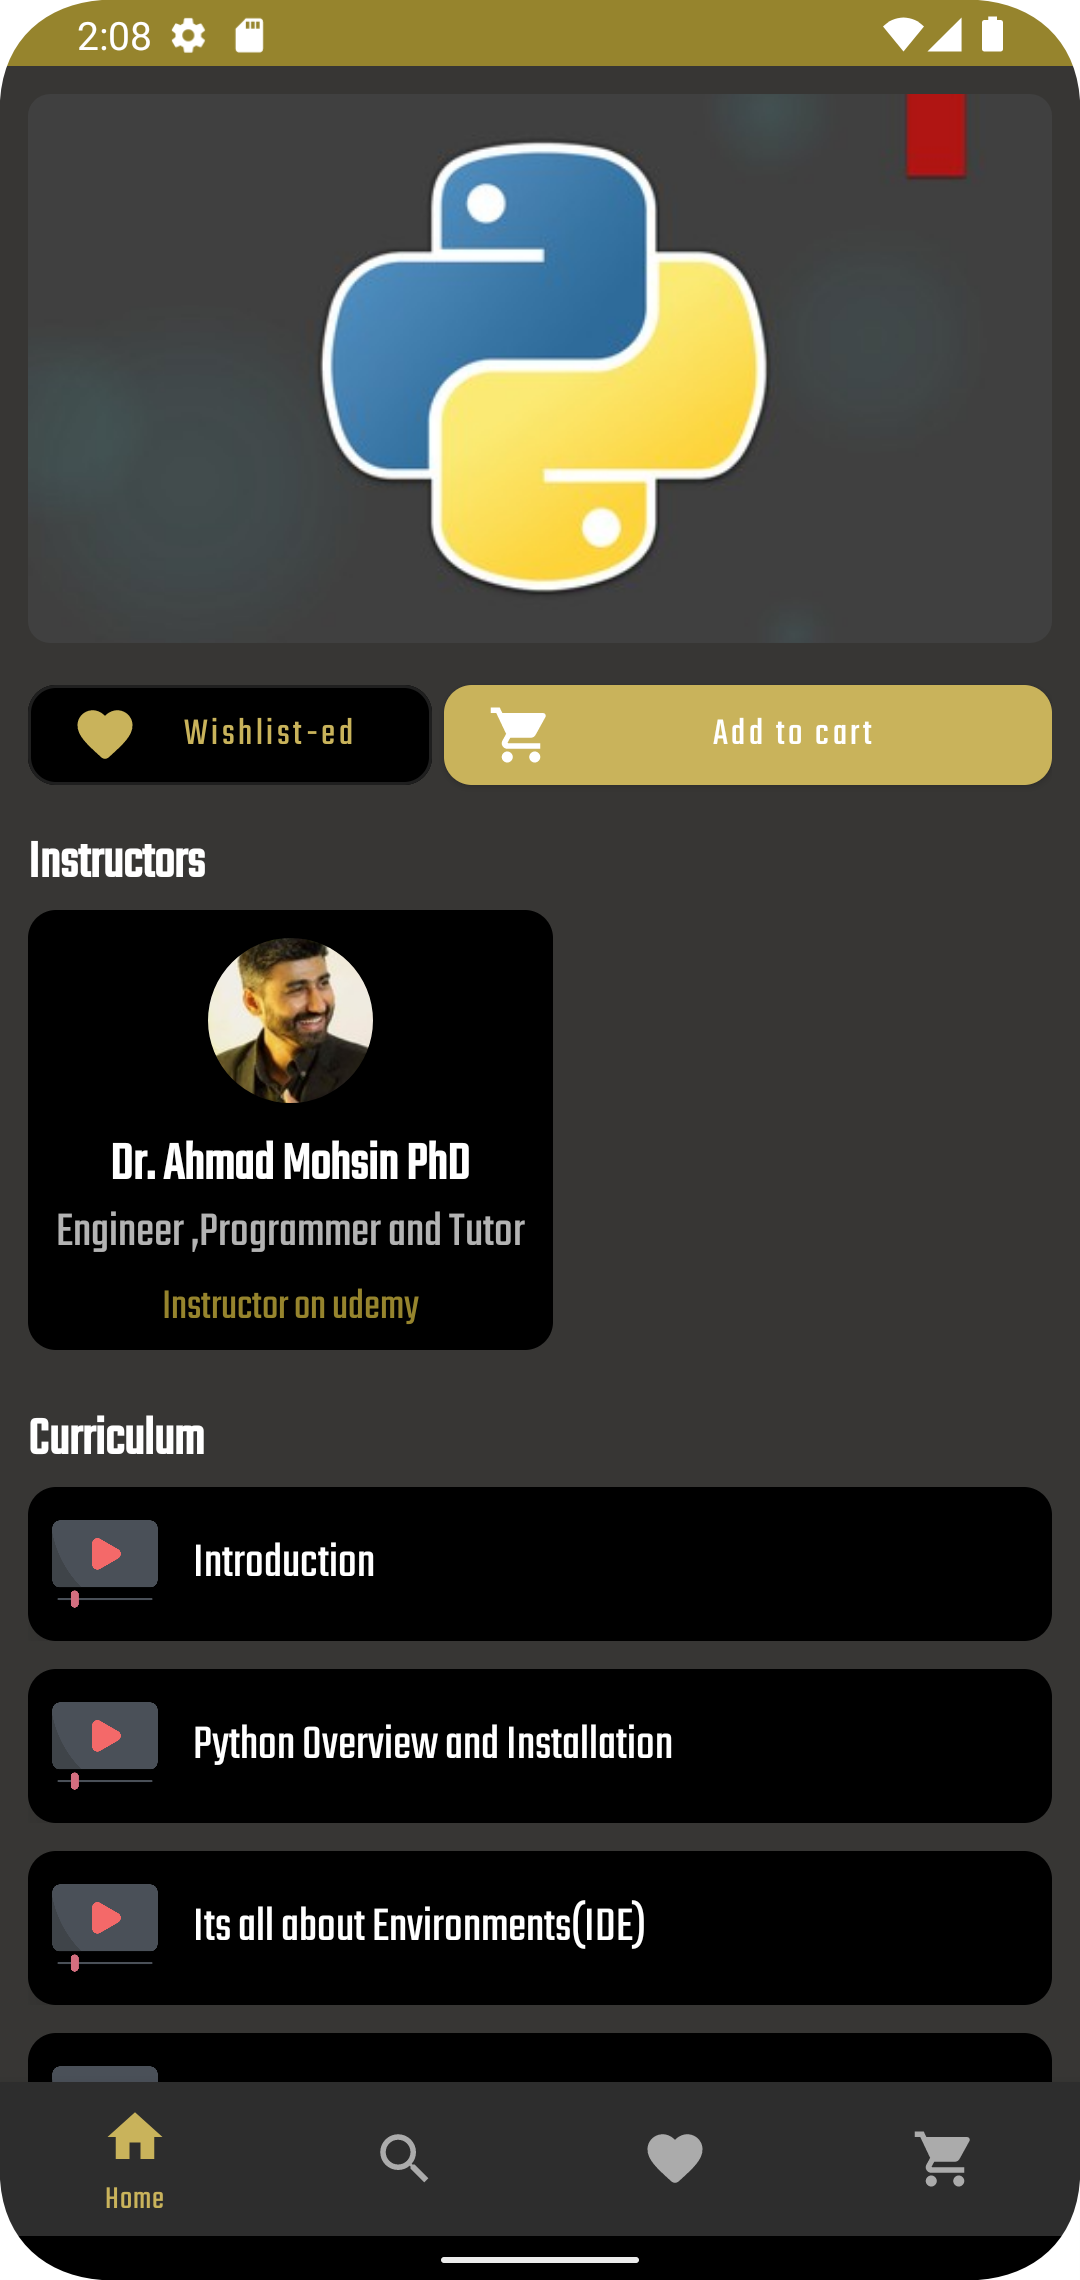 2:08
Wishlist-ed
Add to cart
Instructors
Dr. Ahmad Mohsin PhD
Engineer ,Programmer and Tutor
Instructor on udemy
Curriculum
Introduction
Python Overview and Installation
Its all about Environments(IDE)
Home